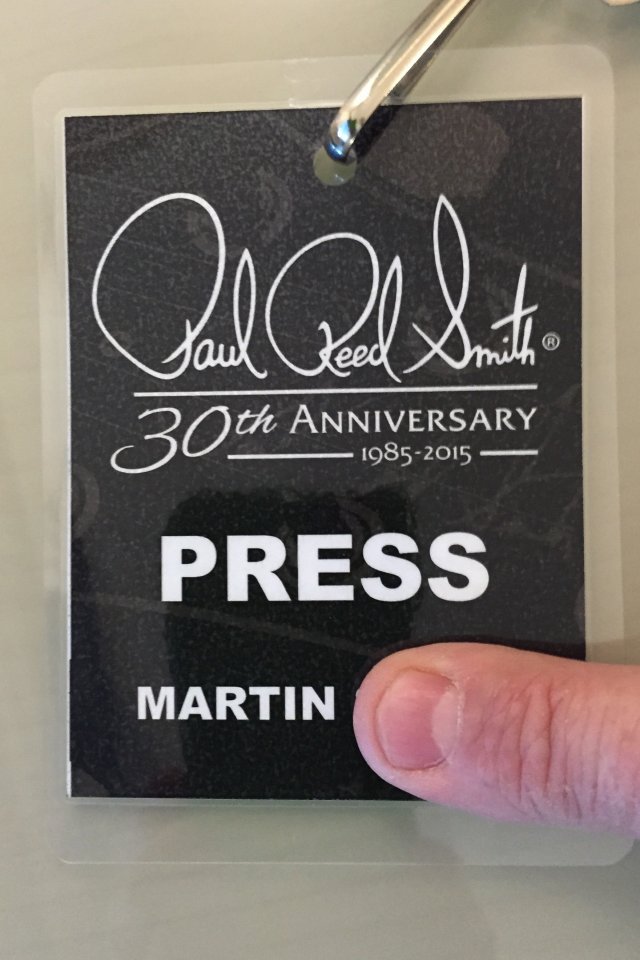 Paul Reed Smith®
30th ANNIVERSARY
1985-2015
PRESS
MARTIN